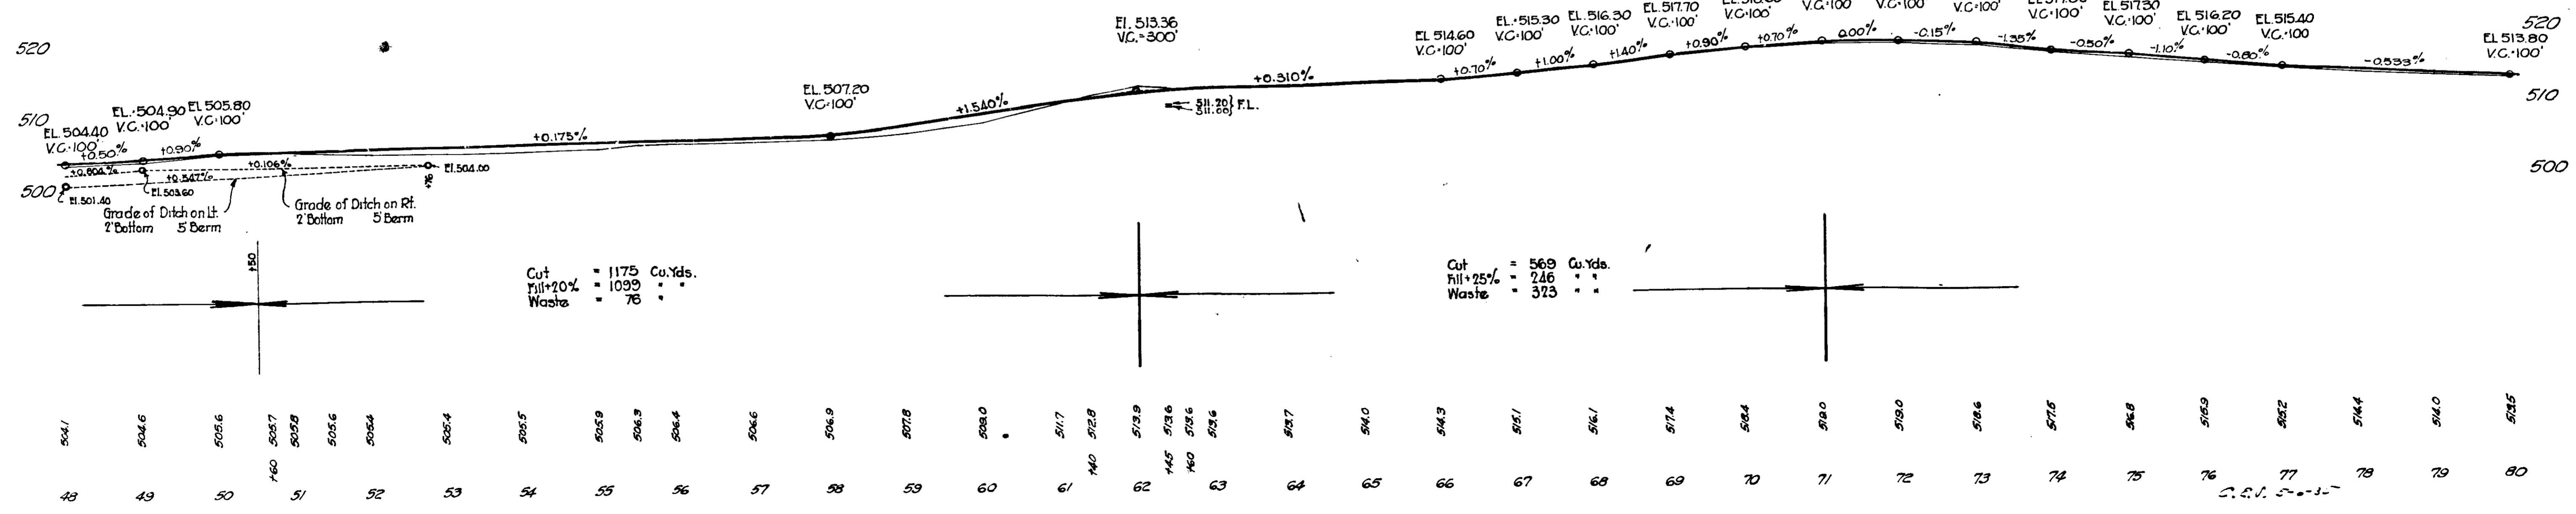 520
510
500
EL. 504.40
V.C.·100'
EL.·504.90
V.C.·100'
EL 505.80
V.C.·100'
EL. 507.20
V.C·100'
El. 513.36
V.C.=300'
EL 514.60
V.C·100'
EL.·515.30
V.C.·100'
EL. 516.30
V.C.·100'
EL.517.70
V.C.·100'
V.C.·100'
V.C.·100
V.C.·100'
V.C.·100'
V.C.·100'
EL.517.30
V.C.·100'
EL 516.20
V.C.·100'
EL.515.40
V.C.·100
EL 513.80
V.C.·100'
520
510
500
+0.50%
+0.90%
+0.175%
+1.540%
+0.310%
+0.70%
+1.00%
+1.40%
+0.90%
+0.70%
0.00%
-0.15%
-1.35%
-0.50%
-1.10%
-0.80%
-0.533%
511.20} F.L.
511.00
+0.604%
+0.547%
+0.106%
El.501.40
El.503.60
El.504.00
+76
Grade of Ditch on Lt.
2' Bottom 5' Berm
Grade of Ditch on Rt.
2' Bottom 5' Berm
+50
Cut = 1175 Cu.Yds.
Fill+20% = 1099 " "
Waste = 76 "
Cut = 569 Cu.Yds.
Fill+25% = 246 " "
Waste = 323 " "
504.1 504.6 505.6 505.7 505.8 505.6 505.4 505.4 505.5 505.9 506.3 506.4 506.6 506.9 507.8 509.0 511.7 512.8 513.9 513.6 513.6 513.6 513.7 514.0 514.3 515.1 516.1 517.4 518.4 519.0 519.0 518.6 517.5 516.8 515.9 515.2 514.4 514.0 513.5
+60 +40 +45 +60
48 49 50 51 52 53 54 55 56 57 58 59 60 61 62 63 64 65 66 67 68 69 70 71 72 73 74 75 76 77 78 79 80